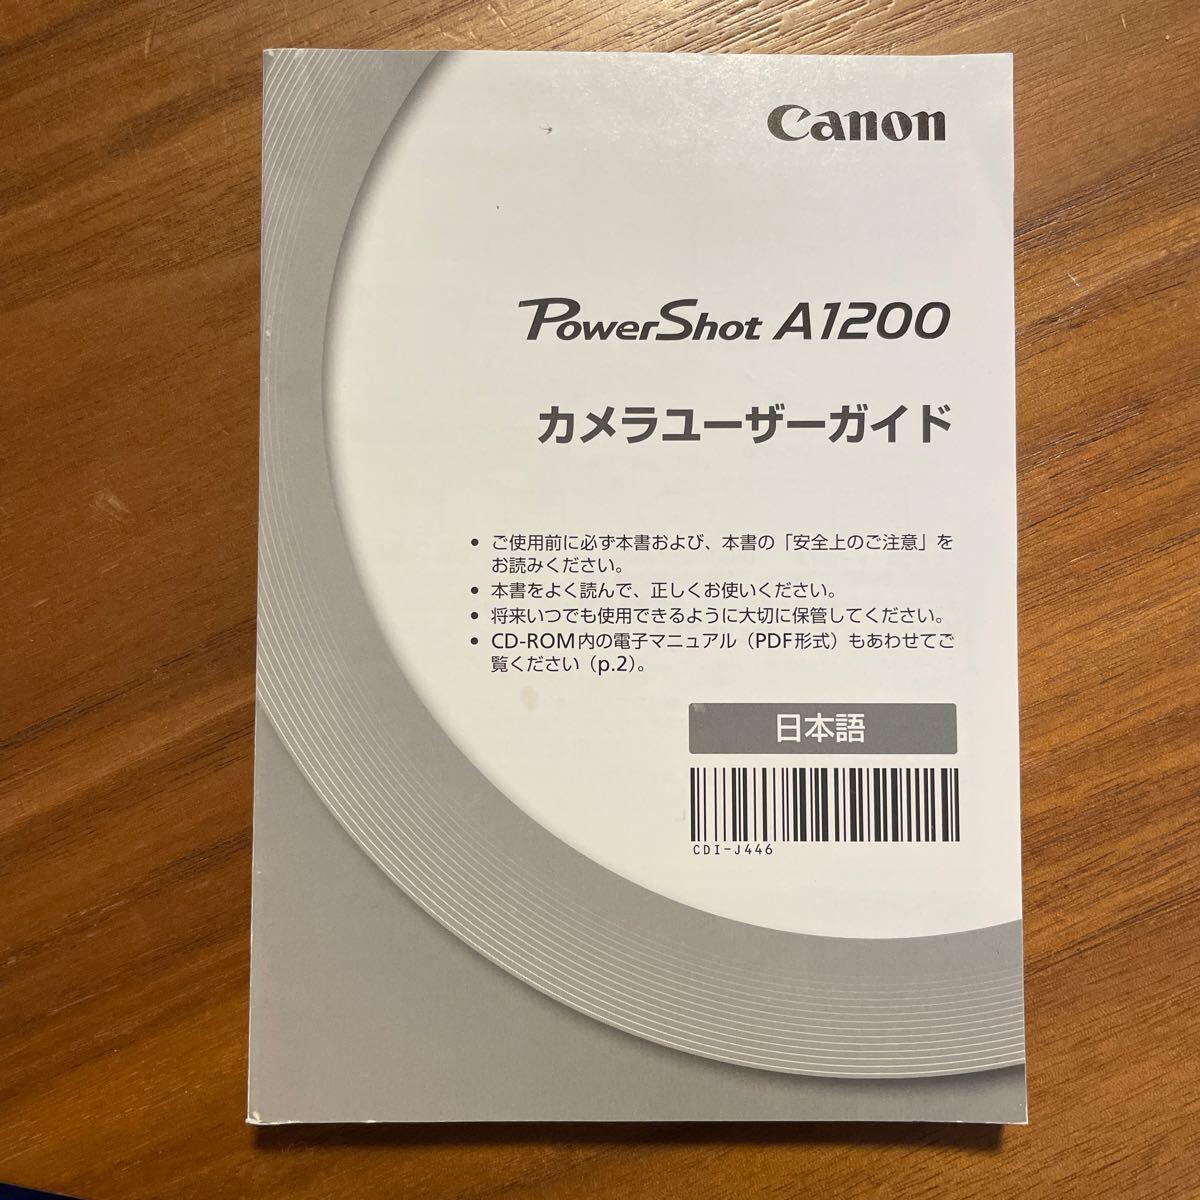 Canon
PowerShot A1200
カメラユーザーガイド
• ご使用前に必ず本書および、本書の「安全上のご注意」を
お読みください。
• 本書をよく読んで、正しくお使いください。
• 将来いつでも使用できるように大切に保管してください。
• CD-ROM内の電子マニュアル（PDF形式）もあわせてご
覧ください（p.2）。
日本語
CDI-J446